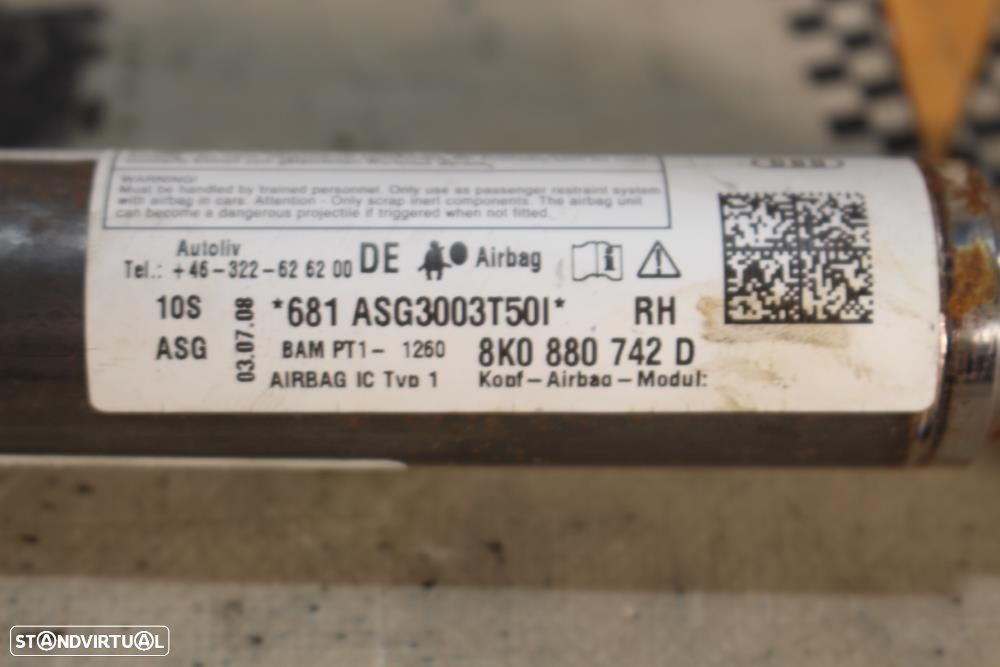 WARNING!
Must be handled by trained personnel. Only use as passenger restraint system
with airbag in cars. Attention - Only scrap inert components. The airbag unit
can become a dangerous projectile if triggered when not fitted.
Autoliv
Tel.: +46-322-62 62 00
DE
Airbag
10S
ASG
03.07.08
*681 ASG3003T50I*
RH
BAM PT1- 1260
8K0 880 742 D
AIRBAG IC Typ 1
Kopf-Airbag-Modul:
STANDVIRTUAL